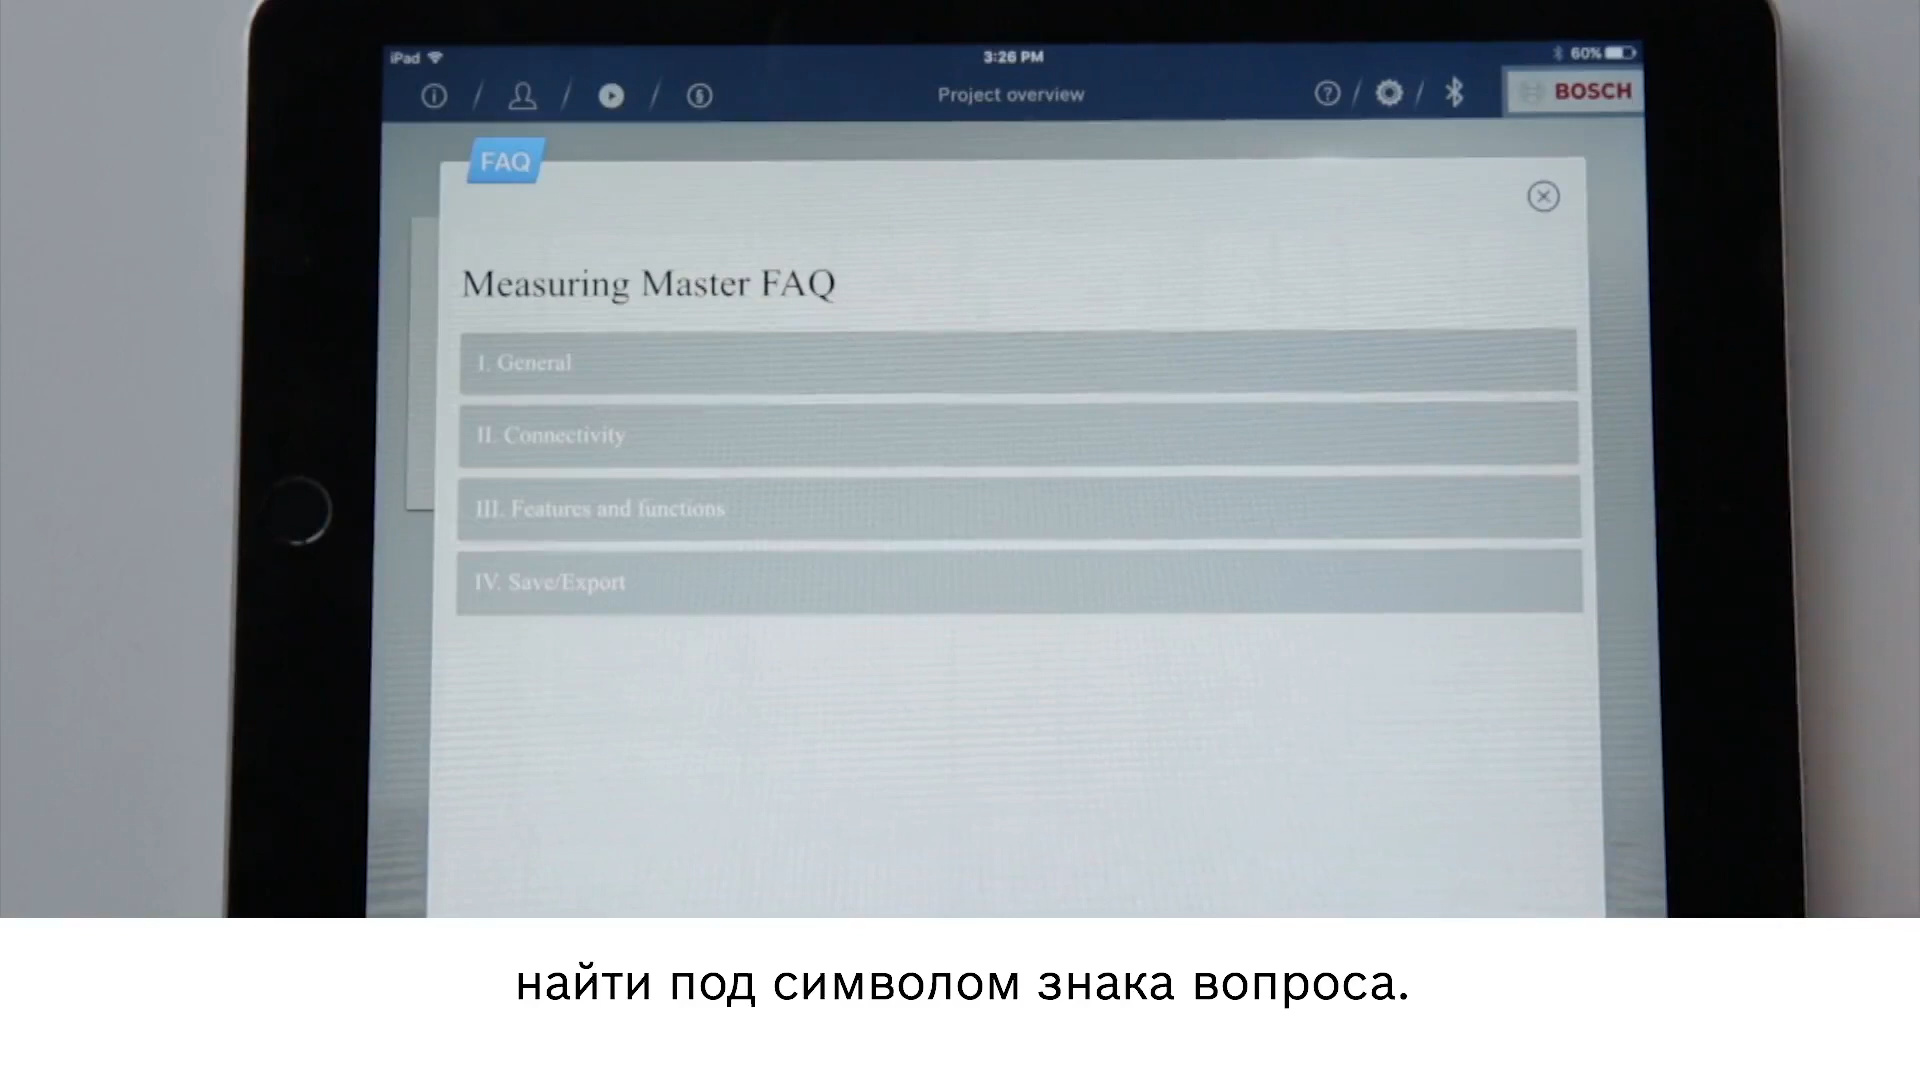 iPad
3:26 PM
60%
Project overview
BOSCH
FAQ
Measuring Master FAQ
I. General
II. Connectivity
III. Features and functions
IV. Save/Export
найти под символом знака вопроса.